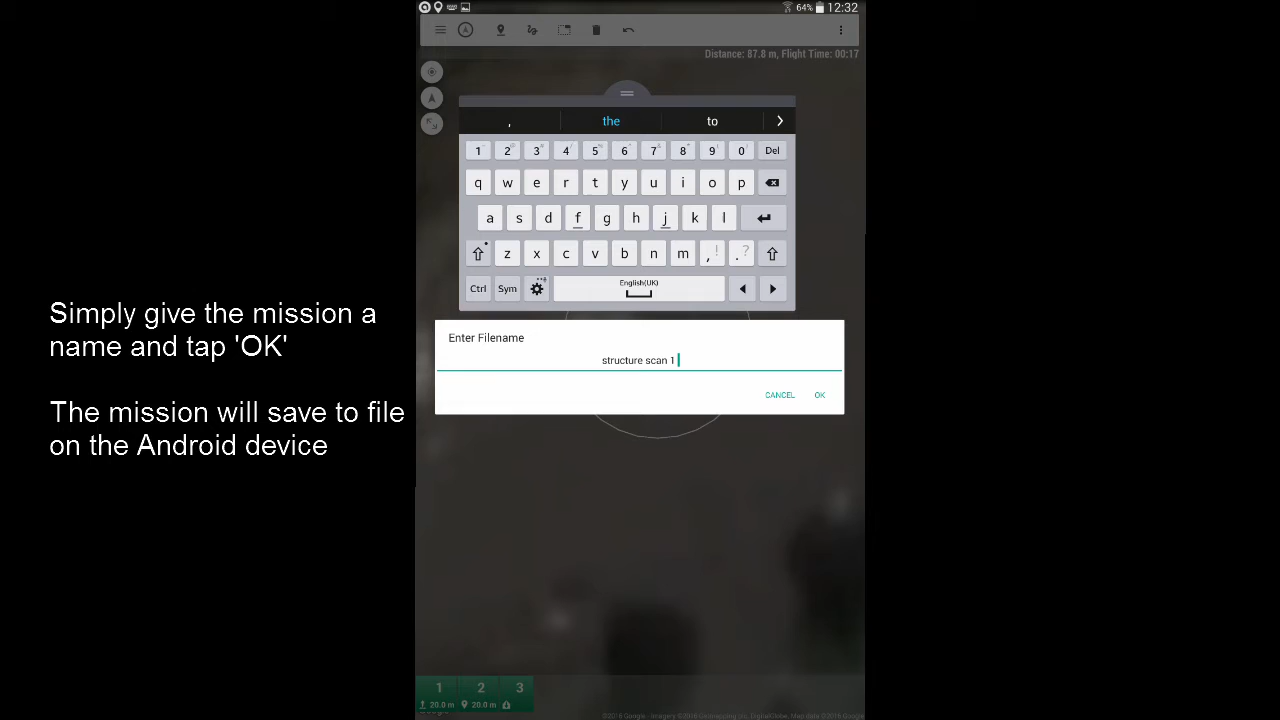 64% 12:32
Distance: 87.8 m, Flight Time: 00:17
, the to
1 2 3 4 5 6 7 8 9 0 Del
q w e r t y u i o p
a s d f g h j k l
z x c v b n m , ! . ?
Ctrl Sym English(UK)
Simply give the mission a
name and tap 'OK'
The mission will save to file
on the Android device
Enter Filename
structure scan 1
CANCEL OK
1 2 3
20.0 m 20.0 m